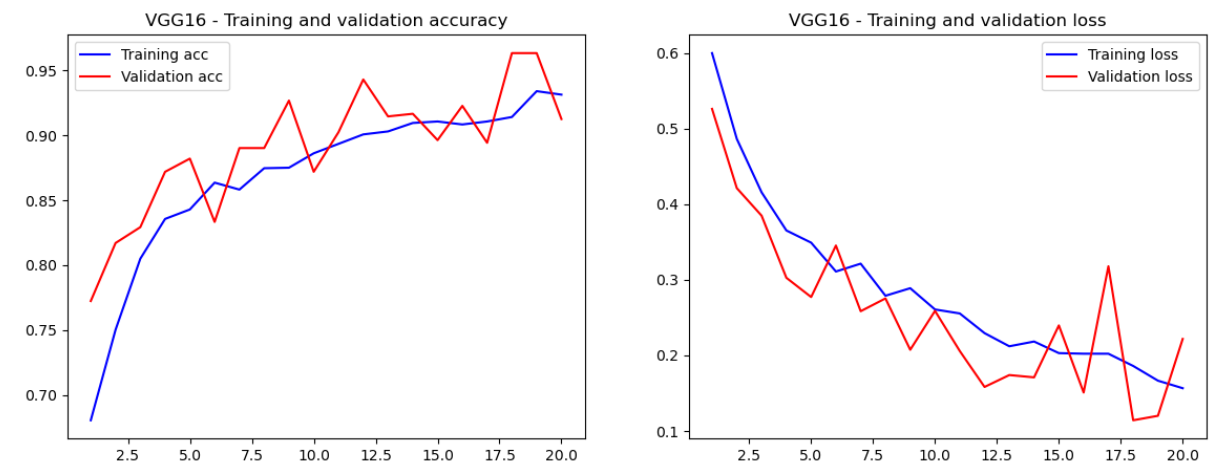 VGG16 - Training and validation accuracy
Training acc
Validation acc
0.95
0.90
0.85
0.80
0.75
0.70
2.5 5.0 7.5 10.0 12.5 15.0 17.5 20.0
VGG16 - Training and validation loss
Training loss
Validation loss
0.6
0.5
0.4
0.3
0.2
0.1
2.5 5.0 7.5 10.0 12.5 15.0 17.5 20.0